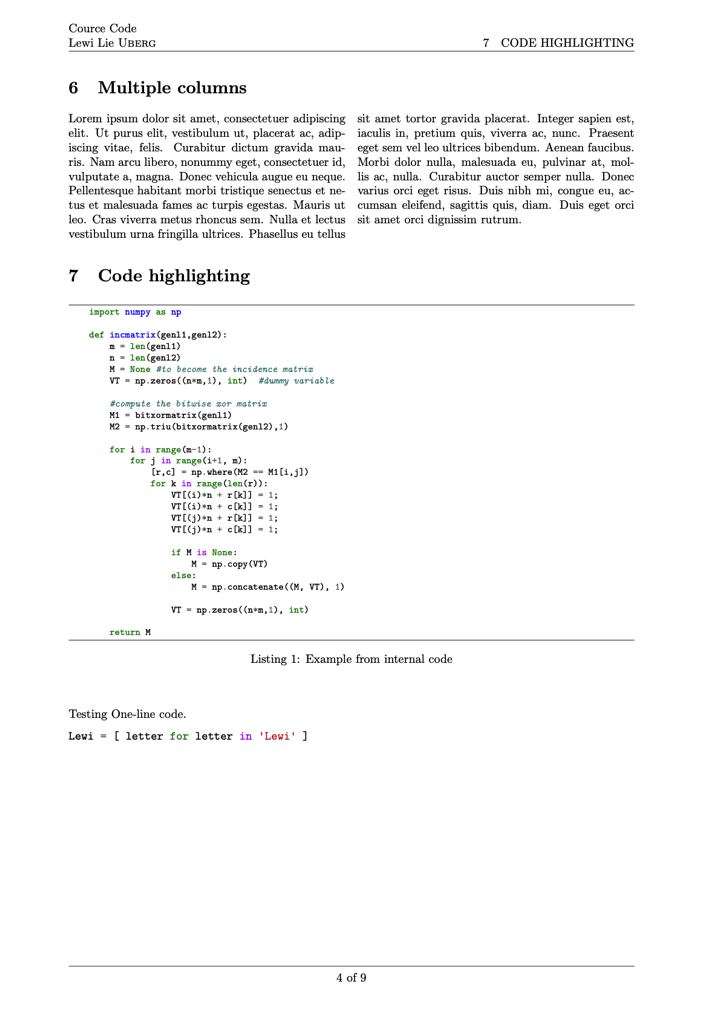 Cource Code
Lewi Lie UBERG
7 CODE HIGHLIGHTING
6 Multiple columns
Lorem ipsum dolor sit amet, consectetuer adipiscing
elit. Ut purus elit, vestibulum ut, placerat ac, adip-
iscing vitae, felis. Curabitur dictum gravida mau-
ris. Nam arcu libero, nonummy eget, consectetuer id,
vulputate a, magna. Donec vehicula augue eu neque.
Pellentesque habitant morbi tristique senectus et ne-
tus et malesuada fames ac turpis egestas. Mauris ut
leo. Cras viverra metus rhoncus sem. Nulla et lectus
vestibulum urna fringilla ultrices. Phasellus eu tellus
sit amet tortor gravida placerat. Integer sapien est,
iaculis in, pretium quis, viverra ac, nunc. Praesent
eget sem vel leo ultrices bibendum. Aenean faucibus.
Morbi dolor nulla, malesuada eu, pulvinar at, mol-
lis ac, nulla. Curabitur auctor semper nulla. Donec
varius orci eget risus. Duis nibh mi, congue eu, ac-
cumsan eleifend, sagittis quis, diam. Duis eget orci
sit amet orci dignissim rutrum.
7 Code highlighting
import numpy as np
def incmatrix(genl1,genl2):
    m = len(genl1)
    n = len(genl2)
    M = None #to become the incidence matrix
    VT = np.zeros((n*m,1), int)  #dummy variable
    #compute the bitwise xor matrix
    M1 = bitxormatrix(genl1)
    M2 = np.triu(bitxormatrix(genl2),1)
    for i in range(m-1):
        for j in range(i+1, m):
            [r,c] = np.where(M2 == M1[i,j])
            for k in range(len(r)):
                VT[(i)*n + r[k]] = 1;
                VT[(i)*n + c[k]] = 1;
                VT[(j)*n + r[k]] = 1;
                VT[(j)*n + c[k]] = 1;
                if M is None:
                    M = np.copy(VT)
                else:
                    M = np.concatenate((M, VT), 1)
                VT = np.zeros((n*m,1), int)
    return M
Listing 1: Example from internal code
Testing One-line code.
Lewi = [ letter for letter in 'Lewi' ]
4 of 9